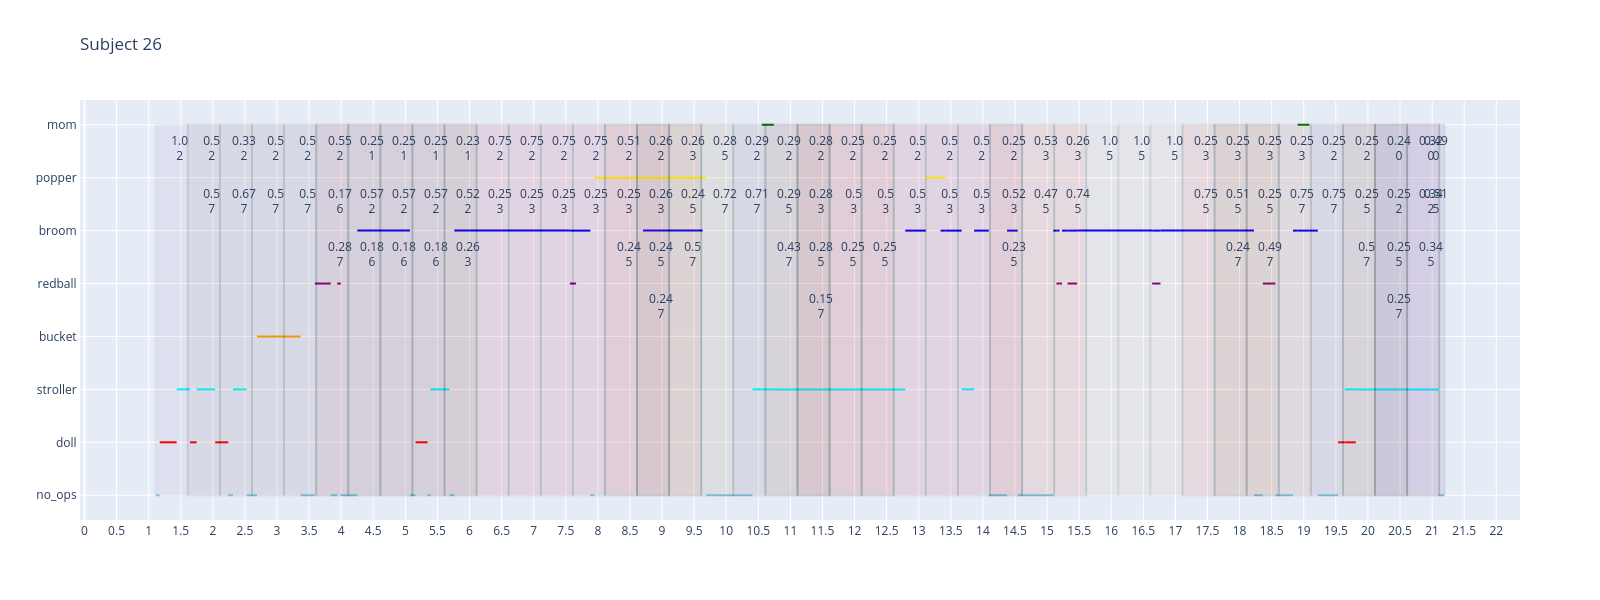 Subject 26
mom
1.0 0.5 0.33 0.5 0.5 0.55 0.25 0.25 0.25 0.23 0.75 0.75 0.75 0.75 0.51 0.26 0.26 0.28 0.29 0.29 0.28 0.25 0.25 0.5 0.5 0.5 0.25 0.53 0.26 1.0 1.0 1.0 0.25 0.25 0.25 0.25 0.25 0.25 0.24
2 2 2 2 2 2 1 1 1 1 2 2 2 2 2 2 3 5 2 2 2 2 2 2 2 2 2 3 3 5 5 5 3 3 3 3 2 2 0
popper
0.5 0.67 0.5 0.5 0.17 0.57 0.57 0.57 0.52 0.25 0.25 0.25 0.25 0.25 0.26 0.24 0.72 0.71 0.29 0.28 0.5 0.5 0.5 0.5 0.5 0.52 0.47 0.74 0.75 0.51 0.25 0.75 0.75 0.25 0.25
7 7 7 7 6 2 2 2 2 3 3 3 3 3 3 5 7 7 5 3 3 3 3 3 3 3 5 5 5 5 5 7 7 5 2
broom
0.28 0.18 0.18 0.18 0.26 0.24 0.24 0.5 0.43 0.28 0.25 0.25 0.23 0.24 0.49 0.5 0.25 0.34
7 6 6 6 3 5 5 7 7 5 5 5 5 7 7 7 5 5
redball
0.24 0.15 0.25
7 7 7
bucket
stroller
doll
no_ops
0 0.5 1 1.5 2 2.5 3 3.5 4 4.5 5 5.5 6 6.5 7 7.5 8 8.5 9 9.5 10 10.5 11 11.5 12 12.5 13 13.5 14 14.5 15 15.5 16 16.5 17 17.5 18 18.5 19 19.5 20 20.5 21 21.5 22